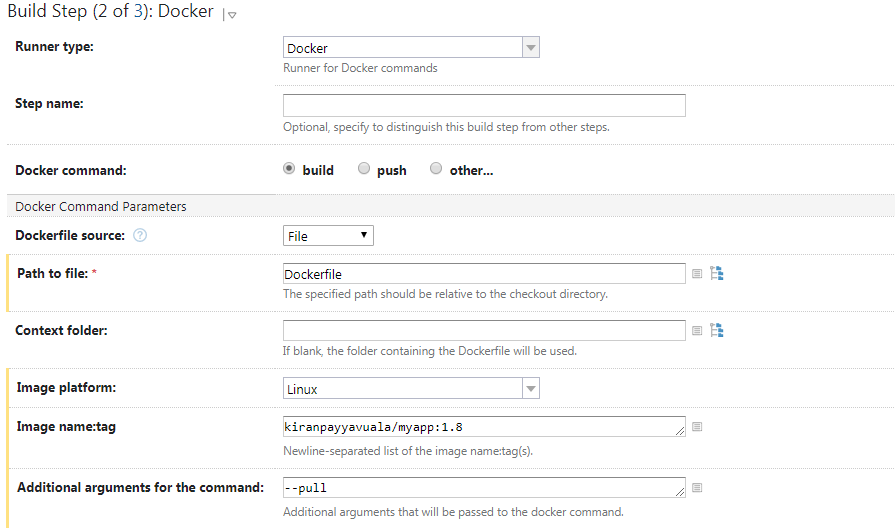 Build Step (2 of 3): Docker
Runner type:
Docker
Runner for Docker commands
Step name:
Optional, specify to distinguish this build step from other steps.
Docker command:
build push other...
Docker Command Parameters
Dockerfile source: ?
File
Path to file: *
Dockerfile
The specified path should be relative to the checkout directory.
Context folder:
If blank, the folder containing the Dockerfile will be used.
Image platform:
Linux
Image name:tag
kiranpayyavuala/myapp:1.8
Newline-separated list of the image name:tag(s).
Additional arguments for the command:
--pull
Additional arguments that will be passed to the docker command.